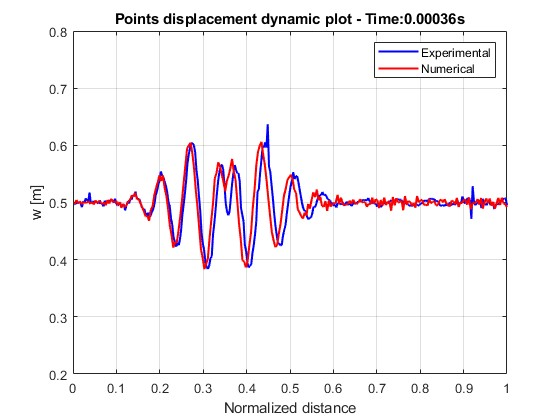 Points displacement dynamic plot - Time:0.00036s
0.8
0.7
0.6
0.5
0.4
0.3
0.2
w [m]
Experimental
Numerical
0 0.1 0.2 0.3 0.4 0.5 0.6 0.7 0.8 0.9 1
Normalized distance